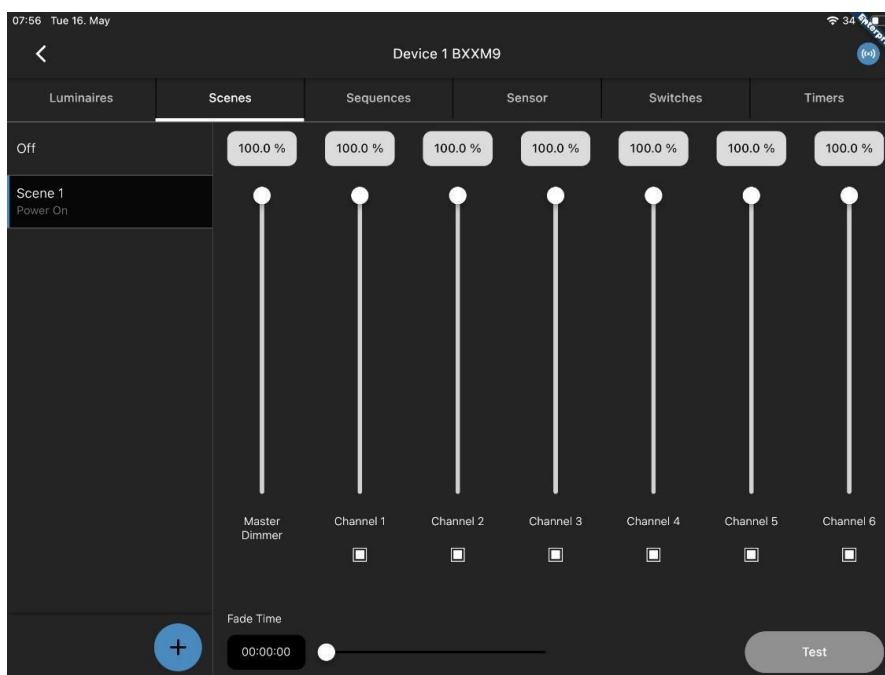 07:56 Tue 16. May
34
Device 1 BXXM9
Luminaires Scenes Sequences Sensor Switches Timers
Off
100.0 % 100.0 % 100.0 % 100.0 % 100.0 % 100.0 % 100.0 %
Scene 1
Power On
Master Dimmer
Channel 1 Channel 2 Channel 3 Channel 4 Channel 5 Channel 6
Fade Time
00:00:00
Test